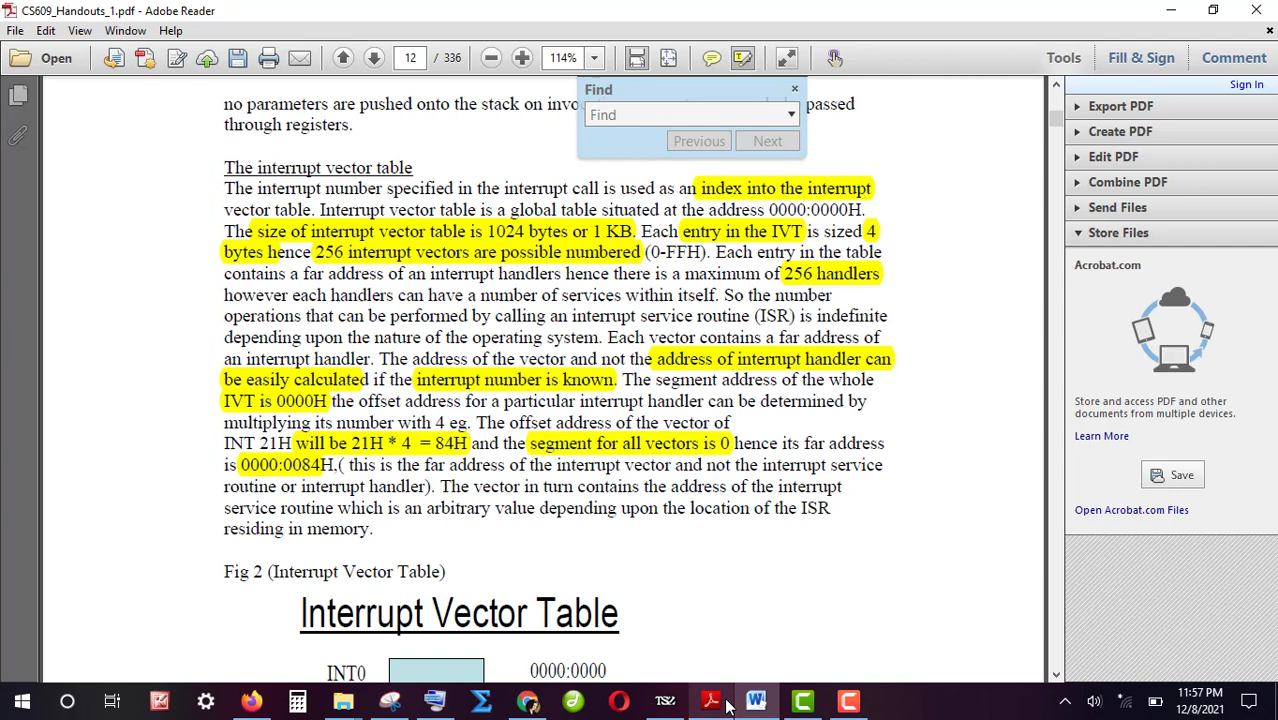 CS609_Handouts_1.pdf - Adobe Reader
File Edit View Window Help
Open 12 / 336 114% Tools Fill & Sign Comment
Find
Find
Previous Next
Sign In
Export PDF
Create PDF
Edit PDF
Combine PDF
Send Files
Store Files
Acrobat.com
Store and access PDF and other
documents from multiple devices.
Learn More
Save
Open Acrobat.com Files
no parameters are pushed onto the stack on passed
through registers.
The interrupt vector table
The interrupt number specified in the interrupt call is used as an index into the interrupt
vector table. Interrupt vector table is a global table situated at the address 0000:0000H.
The size of interrupt vector table is 1024 bytes or 1 KB. Each entry in the IVT is sized 4
bytes hence 256 interrupt vectors are possible numbered (0-FFH). Each entry in the table
contains a far address of an interrupt handlers hence there is a maximum of 256 handlers
however each handlers can have a number of services within itself. So the number
operations that can be performed by calling an interrupt service routine (ISR) is indefinite
depending upon the nature of the operating system. Each vector contains a far address of
an interrupt handler. The address of the vector and not the address of interrupt handler can
be easily calculated if the interrupt number is known. The segment address of the whole
IVT is 0000H the offset address for a particular interrupt handler can be determined by
multiplying its number with 4 eg. The offset address of the vector of
INT 21H will be 21H * 4 = 84H and the segment for all vectors is 0 hence its far address
is 0000:0084H,( this is the far address of the interrupt vector and not the interrupt service
routine or interrupt handler). The vector in turn contains the address of the interrupt
service routine which is an arbitrary value depending upon the location of the ISR
residing in memory.
Fig 2 (Interrupt Vector Table)
Interrupt Vector Table
INT0 0000:0000
11:57 PM
12/8/2021